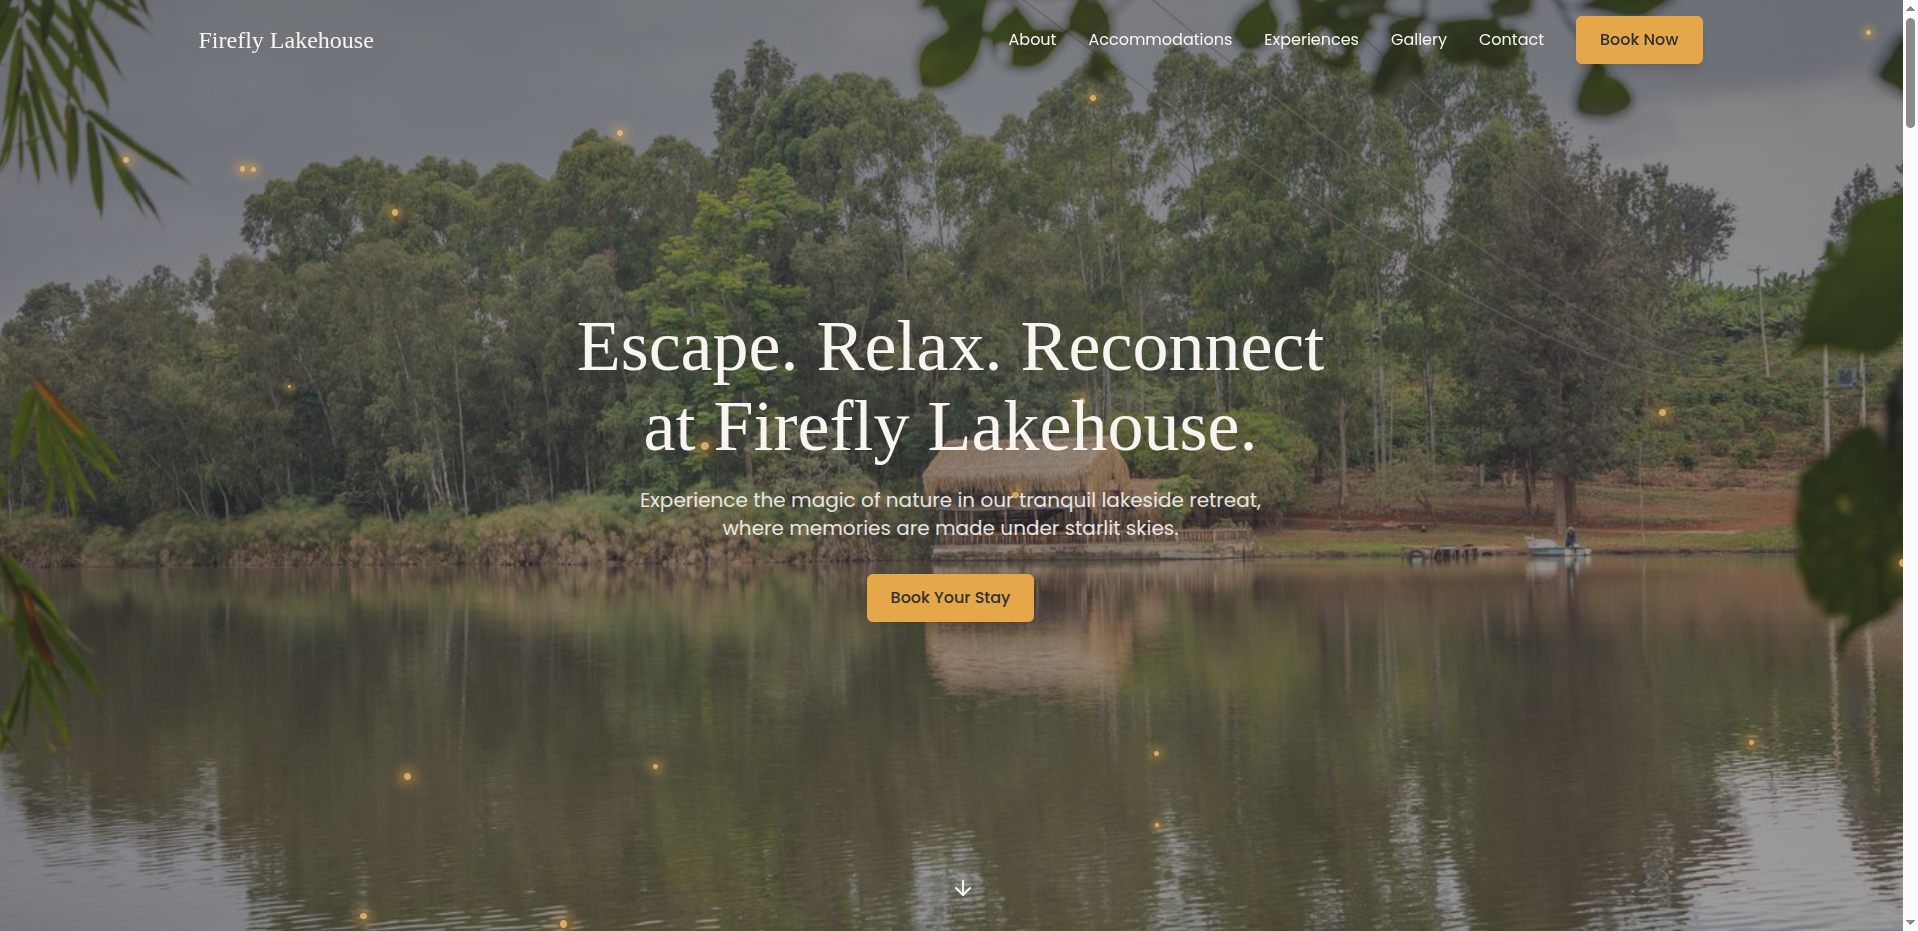 Firefly Lakehouse
About Accommodations Experiences Gallery Contact Book Now
Escape. Relax. Reconnect
at Firefly Lakehouse.
Experience the magic of nature in our tranquil lakeside retreat,
where memories are made under starlit skies.
Book Your Stay